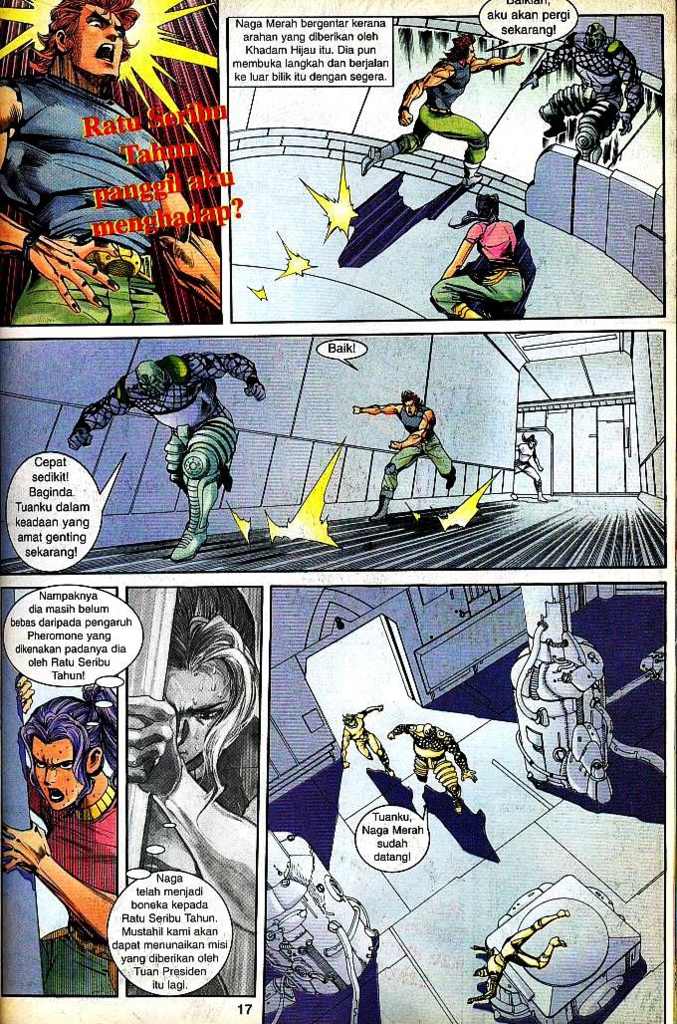 Ratu Seribu
Tahun
panggil aku
menghadap?
Naga Merah bergentar kerana
arahan yang diberikan oleh
Khadam Hijau itu. Dia pun
membuka langkah dan berjalan
ke luar bilik itu dengan segera.
Baiklah,
aku akan pergi
sekarang!
Baik!
Cepat
sedikit!
Baginda
Tuanku dalam
keadaan yang
amat genting
sekarang!
Nampaknya
dia masih belum
bebas daripada pengaruh
Pheromone yang
dikenakan padanya
oleh Ratu Seribu
Tahun!
Naga
telah menjadi
boneka kepada
Ratu Seribu Tahun.
Mustahil kami akan
dapat menunaikan misi
yang diberikan oleh
Tuan Presiden
itu lagi.
Tuanku,
Naga Merah
sudah
datang!
17